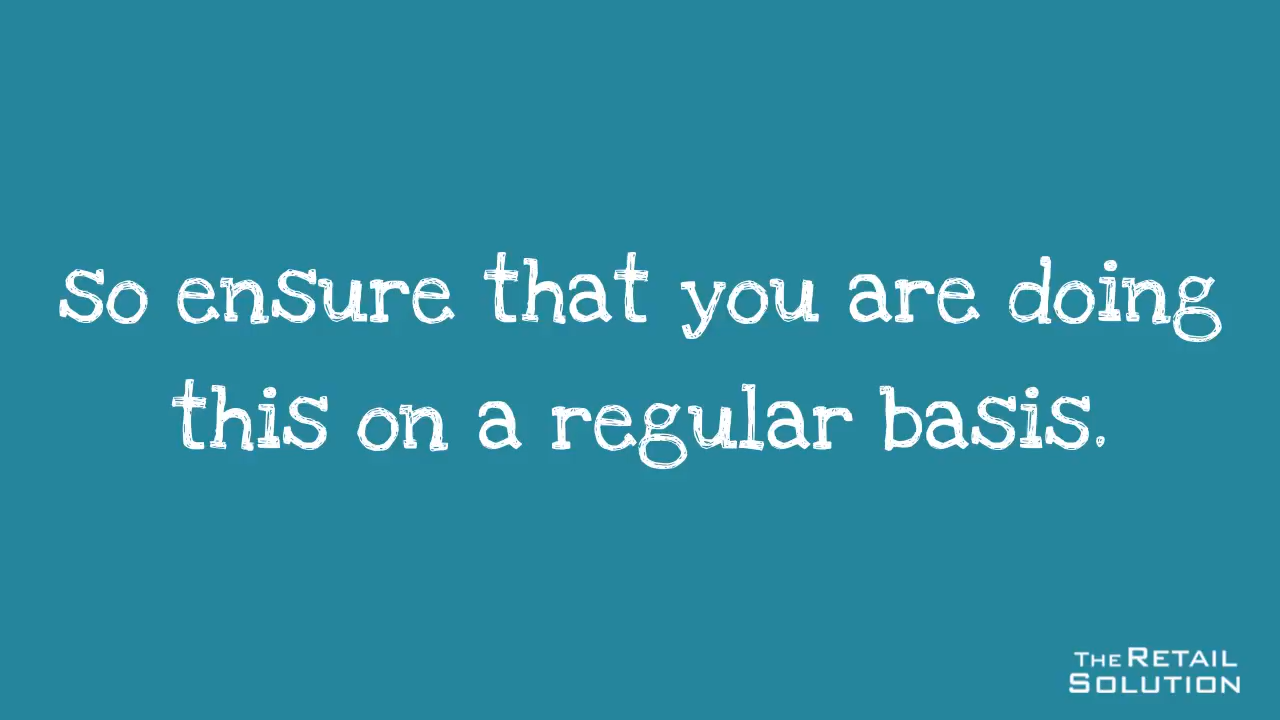 so ensure that you are doing
this on a regular basis.
THE RETAIL
SOLUTION